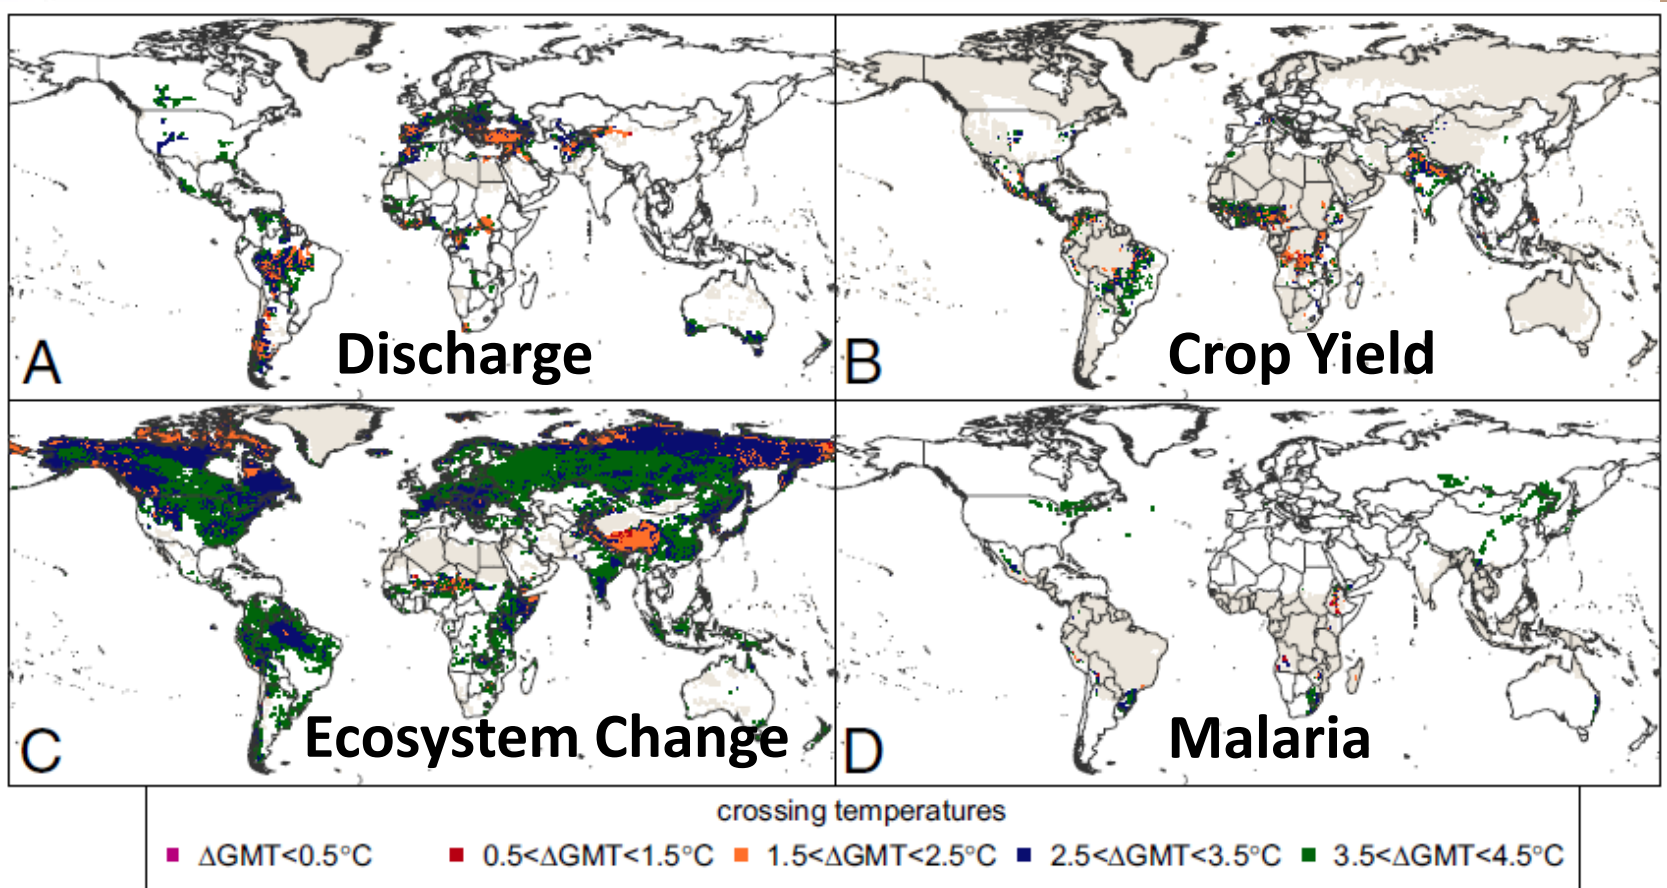 A
Discharge
B
Crop Yield
C
Ecosystem Change
D
Malaria
crossing temperatures
ΔGMT<0.5°C
0.5<ΔGMT<1.5°C
1.5<ΔGMT<2.5°C
2.5<ΔGMT<3.5°C
3.5<ΔGMT<4.5°C